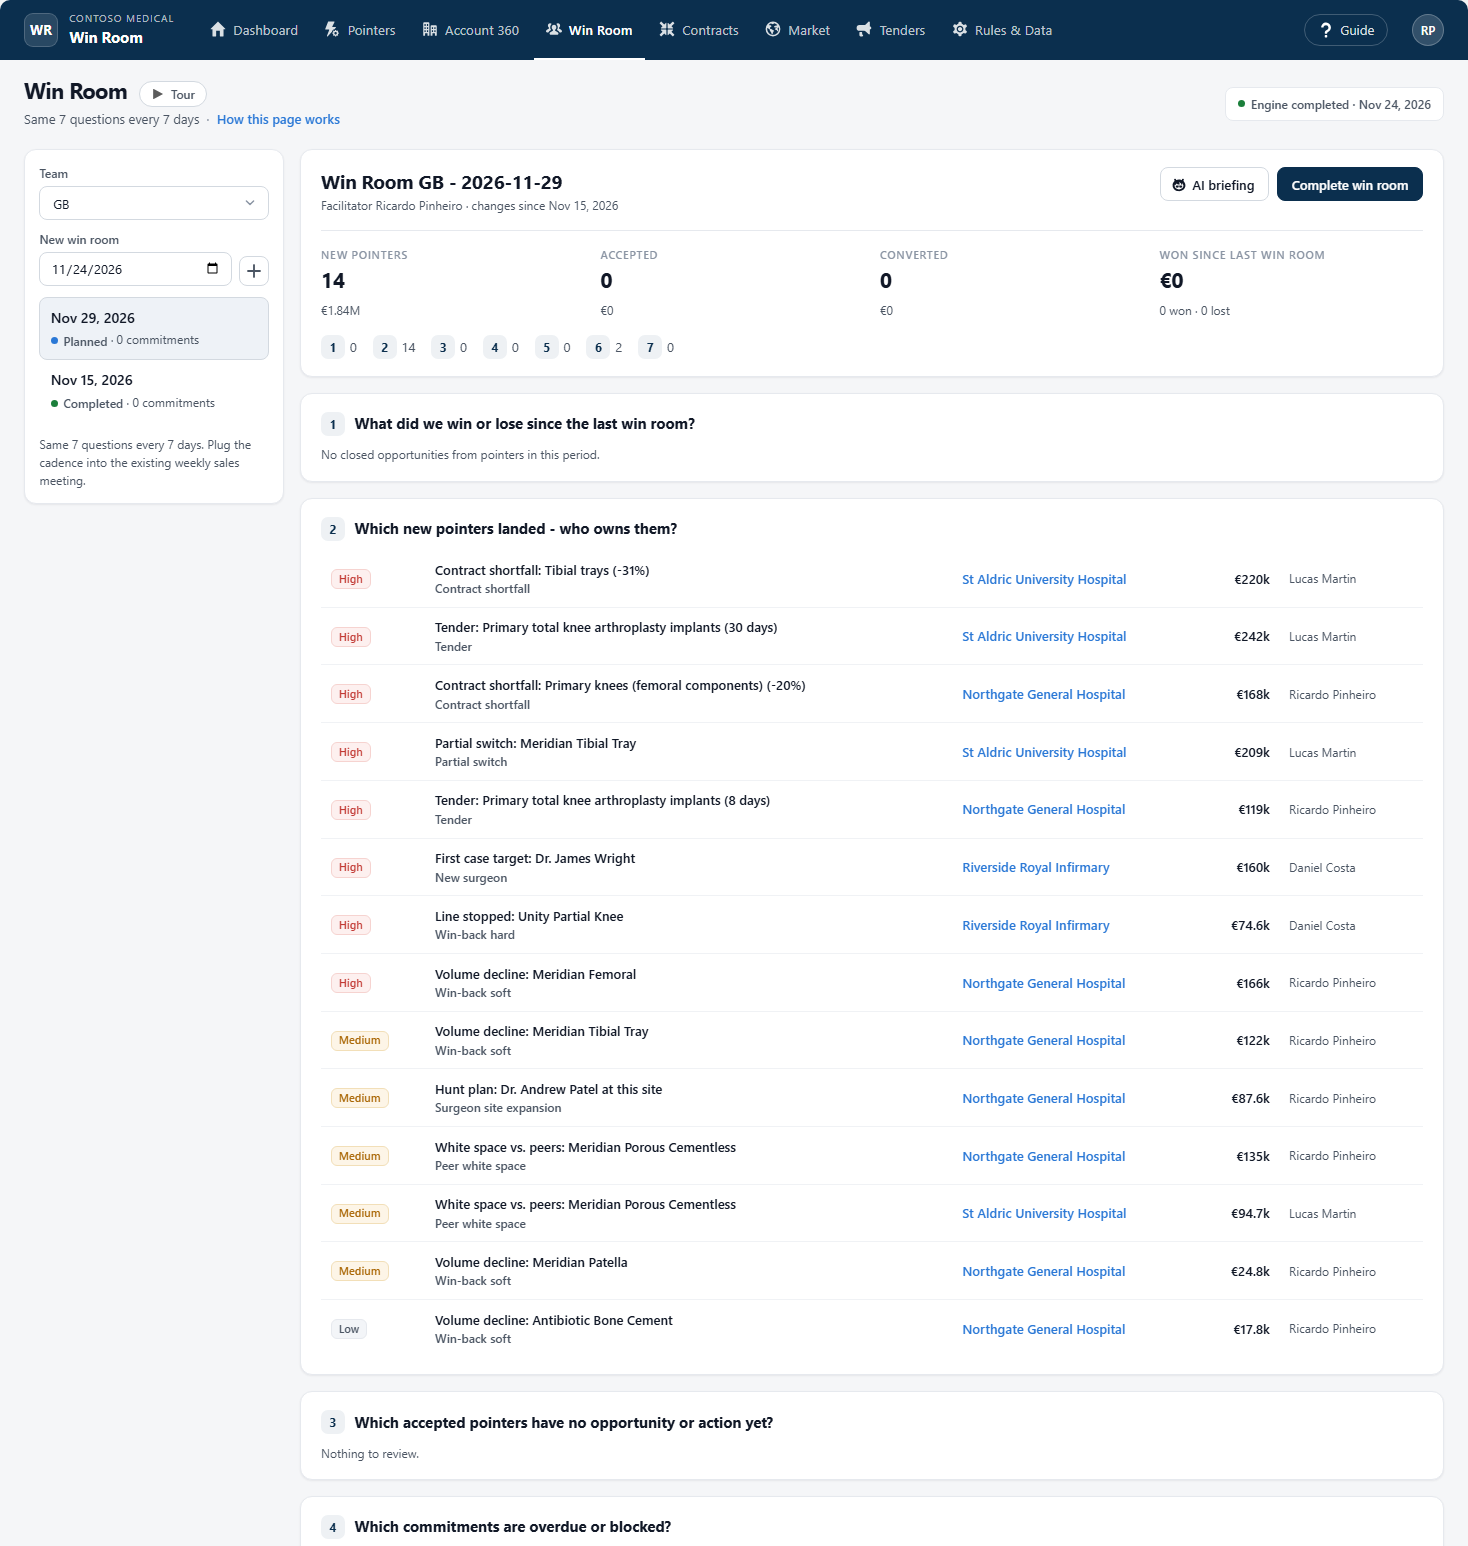 WR
CONTOSO MEDICAL
Win Room
Dashboard
Pointers
Account 360
Win Room
Contracts
Market
Tenders
Rules & Data
? Guide
RP
Win Room
Tour
Same 7 questions every 7 days · How this page works
Engine completed · Nov 24, 2026
Team
GB
New win room
11/24/2026
Nov 29, 2026
Planned · 0 commitments
Nov 15, 2026
Completed · 0 commitments
Same 7 questions every 7 days. Plug the
cadence into the existing weekly sales
meeting.
Win Room GB - 2026-11-29
Facilitator Ricardo Pinheiro · changes since Nov 15, 2026
AI briefing
Complete win room
NEW POINTERS
14
€1.84M
ACCEPTED
0
€0
CONVERTED
0
€0
WON SINCE LAST WIN ROOM
€0
0 won · 0 lost
1 0 2 14 3 0 4 0 5 0 6 2 7 0
1 What did we win or lose since the last win room?
No closed opportunities from pointers in this period.
2 Which new pointers landed - who owns them?
High
Contract shortfall: Tibial trays (-31%)
Contract shortfall
St Aldric University Hospital
€220k
Lucas Martin
High
Tender: Primary total knee arthroplasty implants (30 days)
Tender
St Aldric University Hospital
€242k
Lucas Martin
High
Contract shortfall: Primary knees (femoral components) (-20%)
Contract shortfall
Northgate General Hospital
€168k
Ricardo Pinheiro
High
Partial switch: Meridian Tibial Tray
Partial switch
St Aldric University Hospital
€209k
Lucas Martin
High
Tender: Primary total knee arthroplasty implants (8 days)
Tender
Northgate General Hospital
€119k
Ricardo Pinheiro
High
First case target: Dr. James Wright
New surgeon
Riverside Royal Infirmary
€160k
Daniel Costa
High
Line stopped: Unity Partial Knee
Win-back hard
Riverside Royal Infirmary
€74.6k
Daniel Costa
High
Volume decline: Meridian Femoral
Win-back soft
Northgate General Hospital
€166k
Ricardo Pinheiro
Medium
Volume decline: Meridian Tibial Tray
Win-back soft
Northgate General Hospital
€122k
Ricardo Pinheiro
Medium
Hunt plan: Dr. Andrew Patel at this site
Surgeon site expansion
Northgate General Hospital
€87.6k
Ricardo Pinheiro
Medium
White space vs. peers: Meridian Porous Cementless
Peer white space
Northgate General Hospital
€135k
Ricardo Pinheiro
Medium
White space vs. peers: Meridian Porous Cementless
Peer white space
St Aldric University Hospital
€94.7k
Lucas Martin
Medium
Volume decline: Meridian Patella
Win-back soft
Northgate General Hospital
€24.8k
Ricardo Pinheiro
Low
Volume decline: Antibiotic Bone Cement
Win-back soft
Northgate General Hospital
€17.8k
Ricardo Pinheiro
3 Which accepted pointers have no opportunity or action yet?
Nothing to review.
4 Which commitments are overdue or blocked?